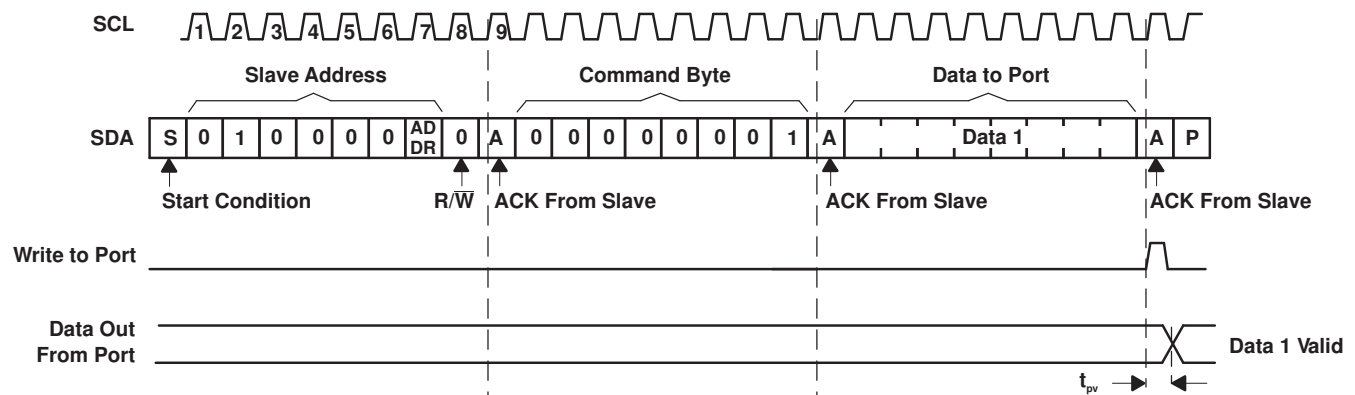 SCL 1 2 3 4 5 6 7 8 9
Slave Address Command Byte Data to Port
SDA S 0 1 0 0 0 0 AD DR 0 A 0 0 0 0 0 0 0 1 A Data 1 A P
Start Condition R/W̅ ACK From Slave ACK From Slave ACK From Slave
Write to Port
Data Out
From Port
Data 1 Valid
tpv